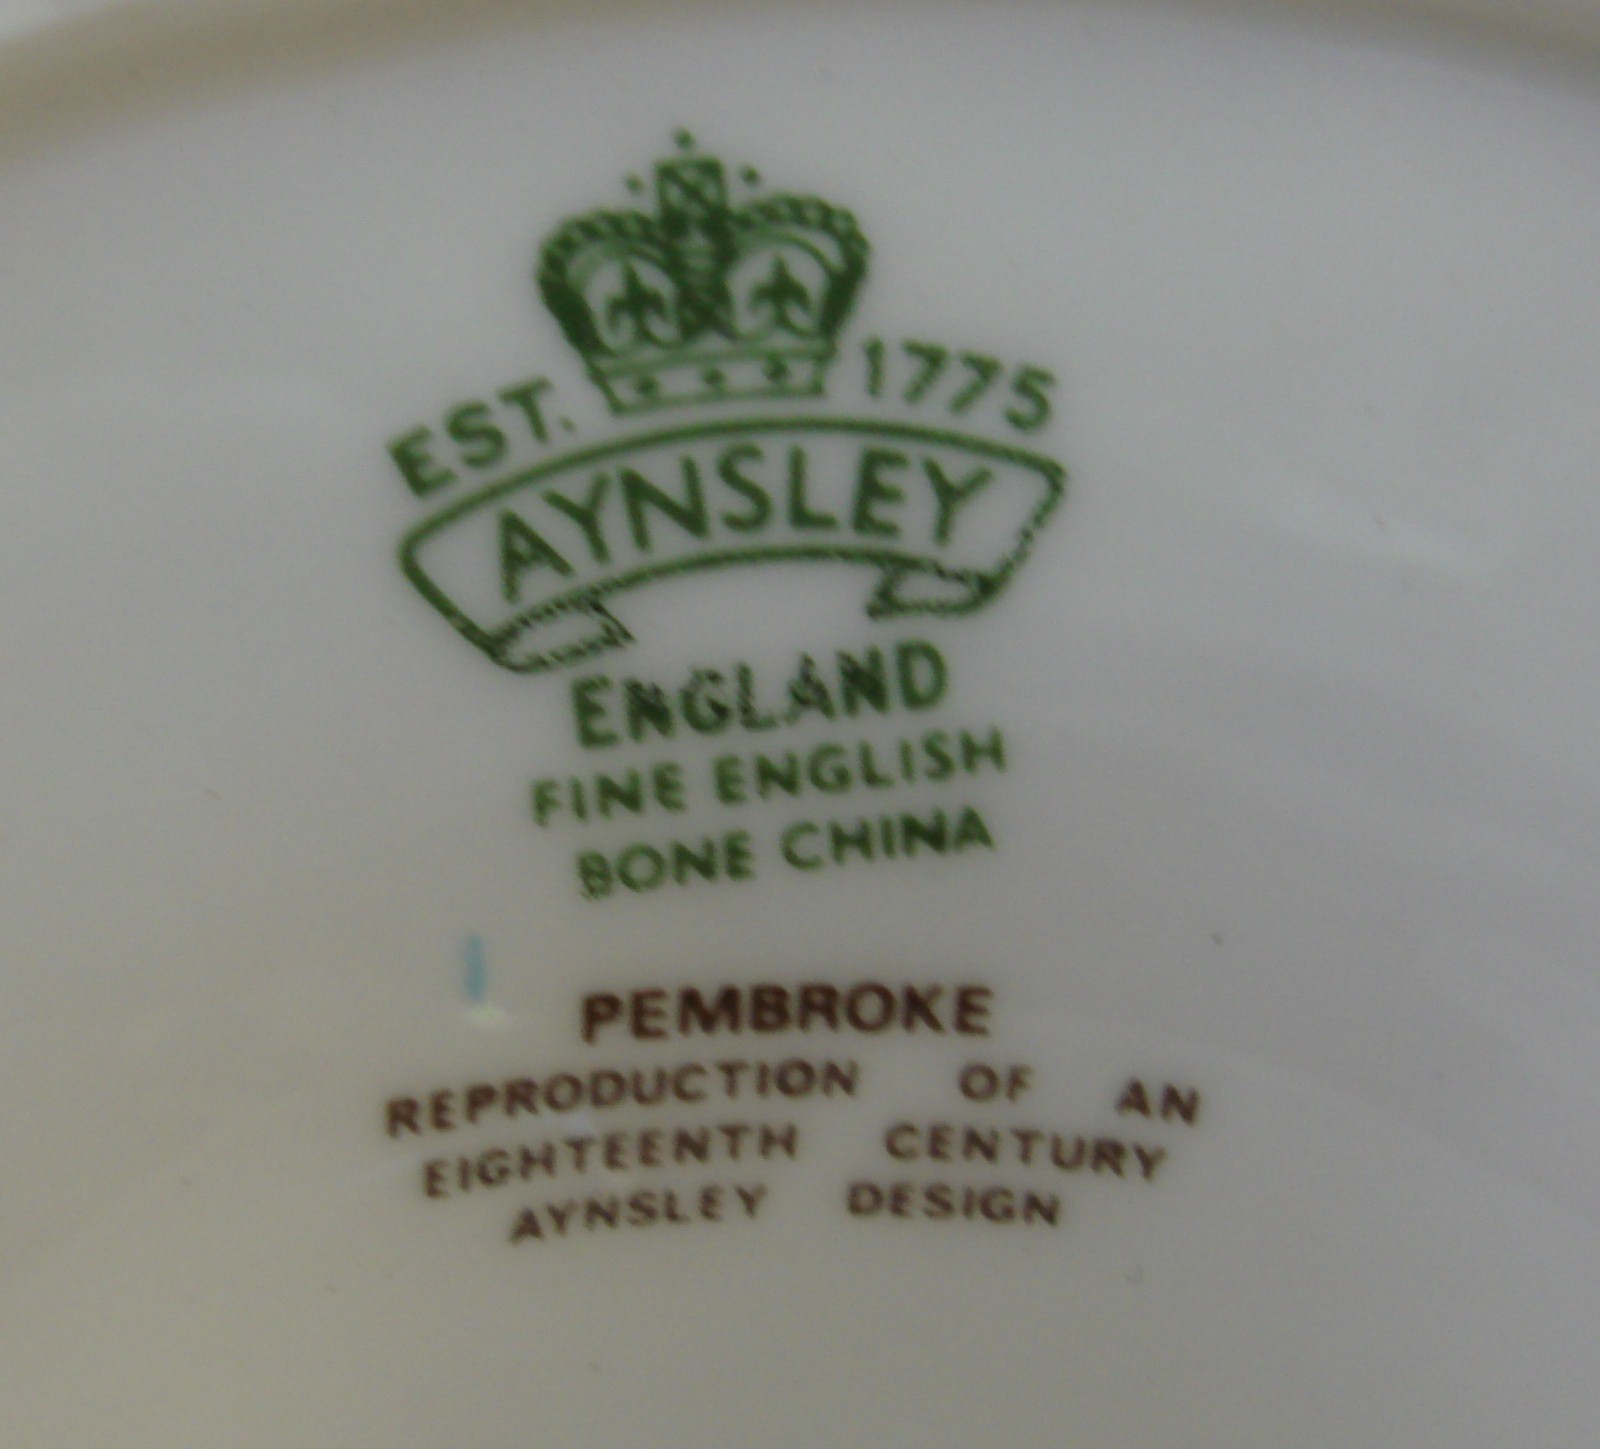 EST. 1775
AYNSLEY
ENGLAND
FINE ENGLISH
BONE CHINA
PEMBROKE
REPRODUCTION OF AN
EIGHTEENTH CENTURY
AYNSLEY DESIGN